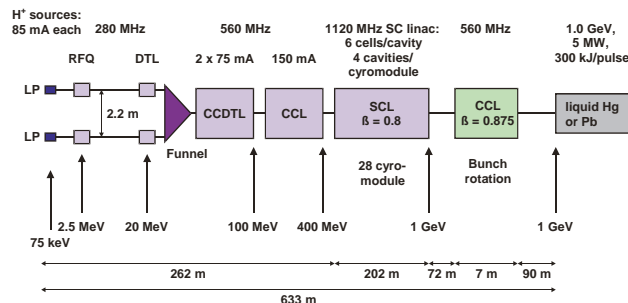 H+ sources:
85 mA each
280 MHz
560 MHz
1120 MHz SC linac:
6 cells/cavity
4 cavities/
cyromodule
560 MHz
1.0 GeV,
5 MW,
300 kJ/pulse
RFQ
DTL
2 x 75 mA
150 mA
LP
LP
2.2 m
Funnel
CCDTL
CCL
SCL
ß = 0.8
CCL
ß = 0.875
liquid Hg
or Pb
28 cyro-
module
Bunch
rotation
75 keV
2.5 MeV
20 MeV
100 MeV
400 MeV
1 GeV
1 GeV
262 m
202 m
72 m
7 m
90 m
633 m